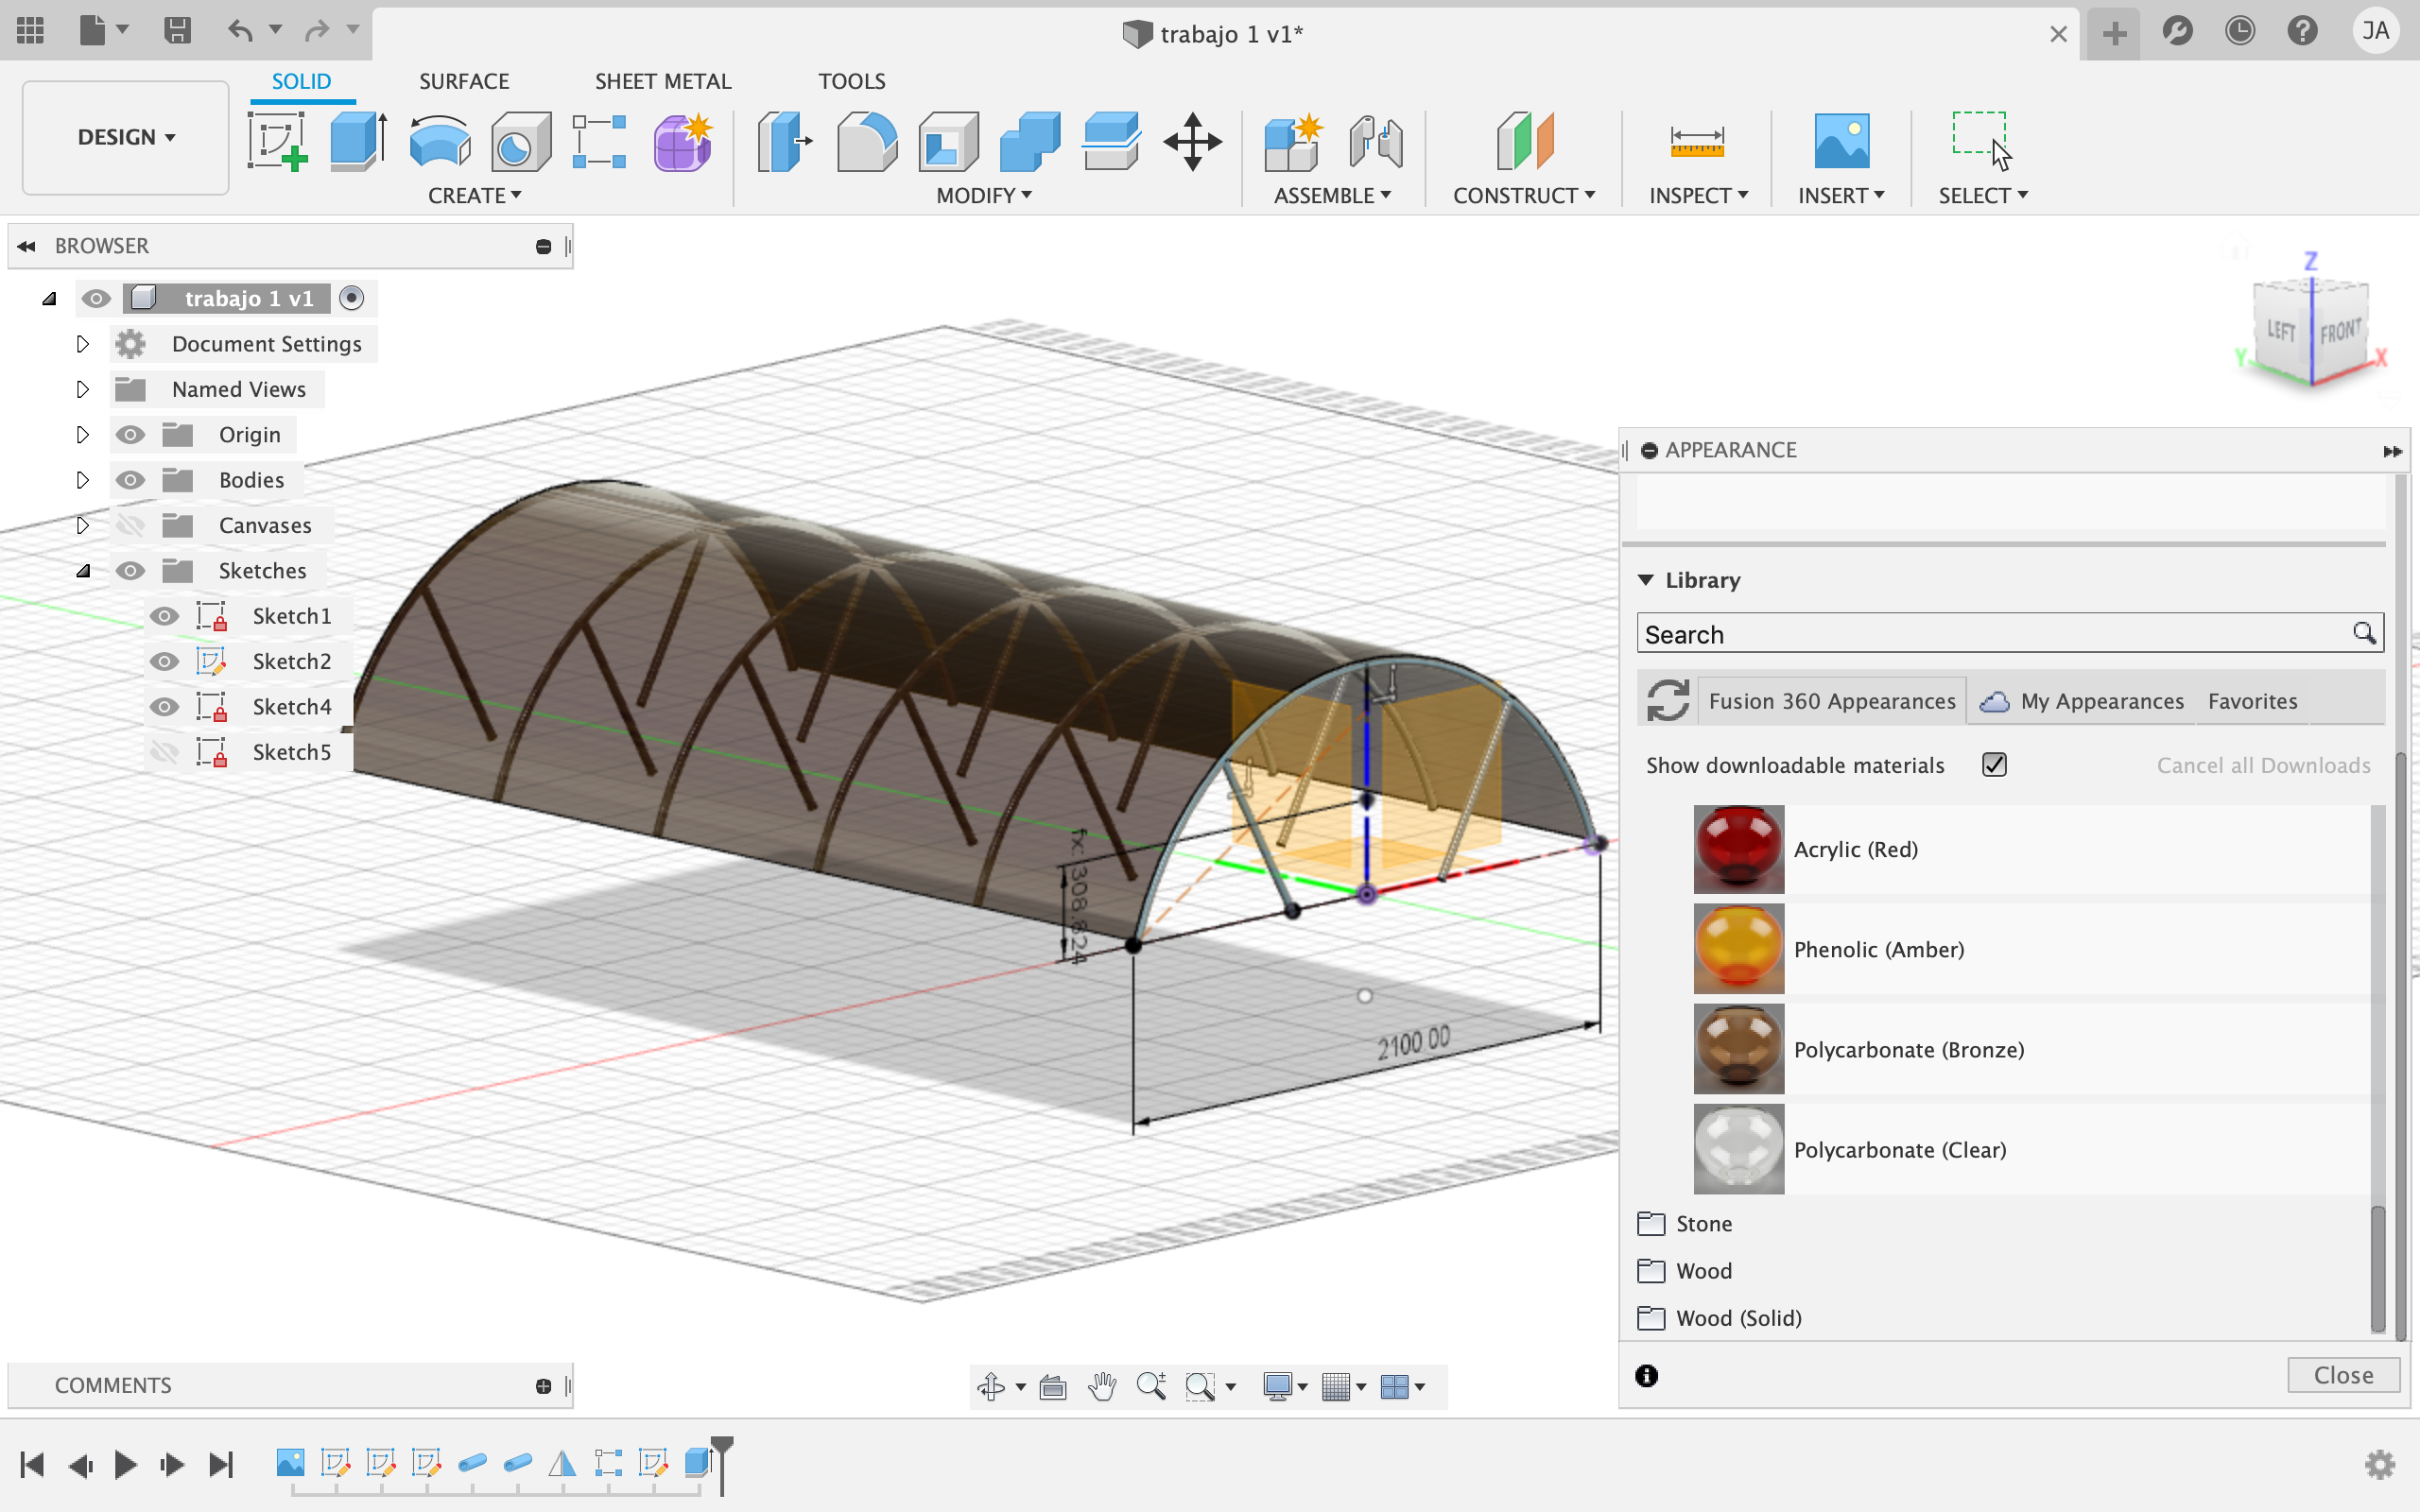 trabajo 1 v1*
JA
SOLID SURFACE SHEET METAL TOOLS
DESIGN
CREATE MODIFY ASSEMBLE CONSTRUCT INSPECT INSERT SELECT
BROWSER
trabajo 1 v1
Document Settings
Named Views
Origin
Bodies
Canvases
Sketches
Sketch1
Sketch2
Sketch4
Sketch5
Z
LEFT FRONT
Y X
fx: 308.824
2100 00
APPEARANCE
Library
Search
Fusion 360 Appearances My Appearances Favorites
Show downloadable materials Cancel all Downloads
Acrylic (Red)
Phenolic (Amber)
Polycarbonate (Bronze)
Polycarbonate (Clear)
Stone
Wood
Wood (Solid)
Close
COMMENTS